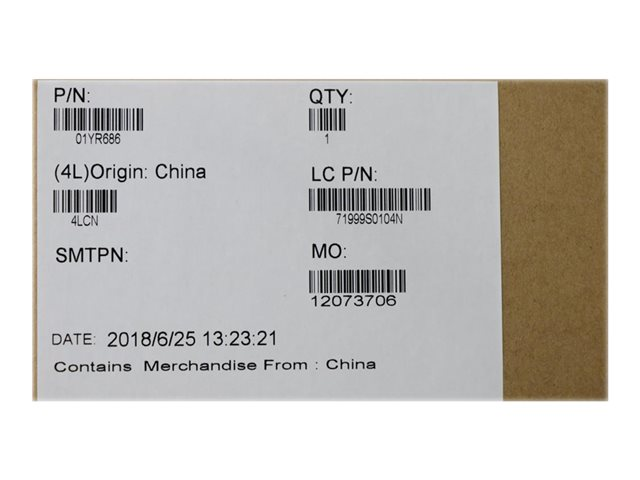 P/N:
01YR686
QTY:
1
(4L)Origin: China
4LCN
LC P/N:
71999S0104N
SMTPN:
MO:
12073706
DATE: 2018/6/25 13:23:21
Contains Merchandise From : China